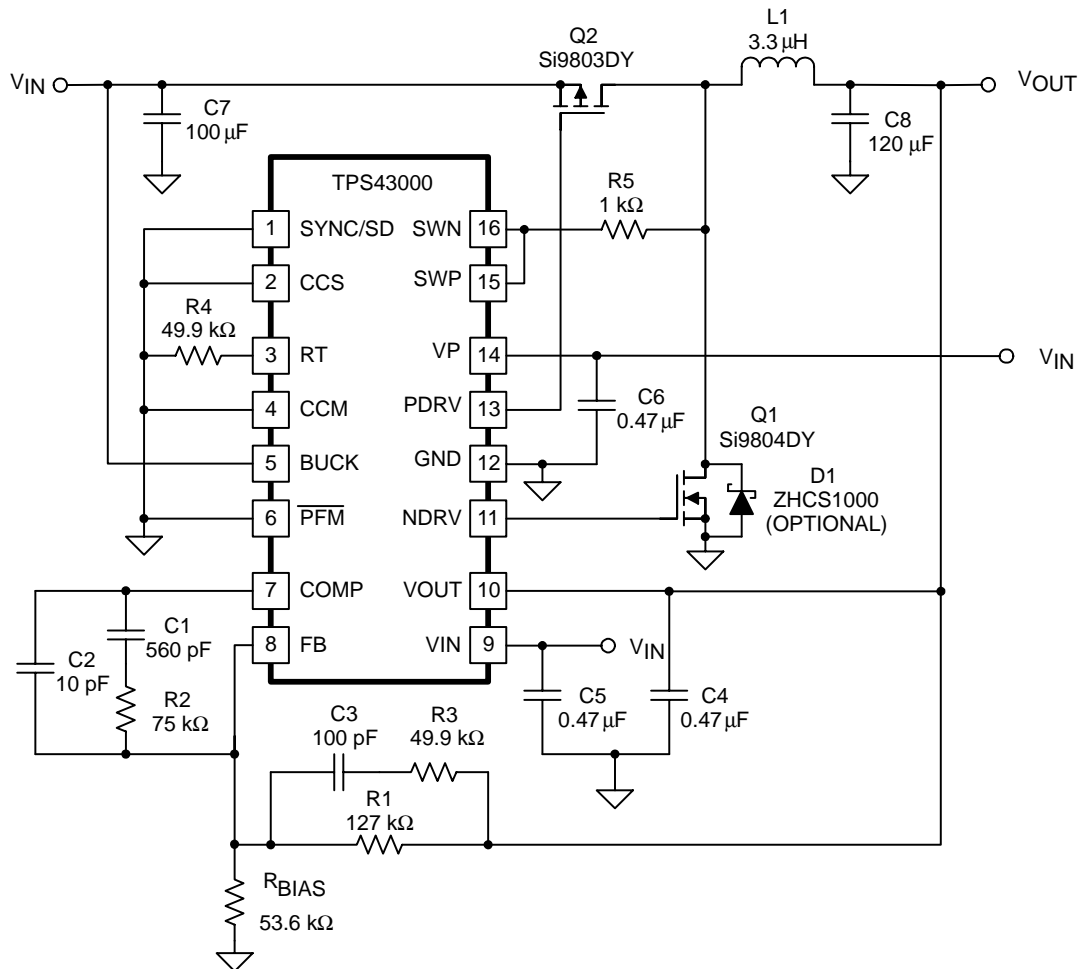 L1
3.3 μH
Q2
Si9803DY
VIN
VOUT
C7
100 μF
C8
120 μF
TPS43000
R5
1 kΩ
1 SYNC/SD
SWN 16
2 CCS
SWP 15
R4
49.9 kΩ
3 RT
VP 14
VIN
4 CCM
PDRV 13
C6
0.47 μF
Q1
Si9804DY
5 BUCK
GND 12
D1
ZHCS1000
(OPTIONAL)
6 PFM
NDRV 11
7 COMP
VOUT 10
C1
560 pF
8 FB
VIN 9
VIN
C2
10 pF
R2
75 kΩ
C5
0.47 μF
C4
0.47 μF
C3
100 pF
R3
49.9 kΩ
R1
127 kΩ
RBIAS
53.6 kΩ